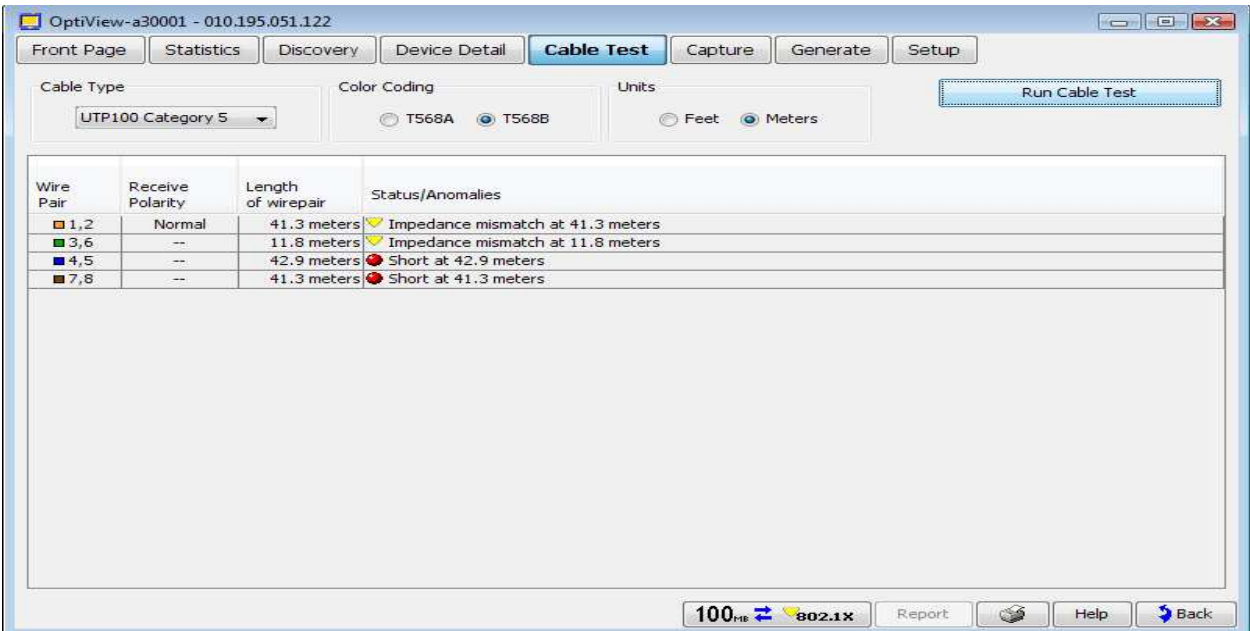 OptiView-a30001 - 010.195.051.122
Front Page Statistics Discovery Device Detail Cable Test Capture Generate Setup
Cable Type Color Coding Units
Run Cable Test
UTP100 Category 5 T568A T568B Feet Meters
Wire Receive Length
Status/Anomalies
Pair Polarity of wirepair
1,2 Normal 41.3 meters Impedance mismatch at 41.3 meters
3,6 -- 11.8 meters Impedance mismatch at 11.8 meters
4,5 -- 42.9 meters Short at 42.9 meters
7,8 -- 41.3 meters Short at 41.3 meters
100MB 802.1X Report Help Back